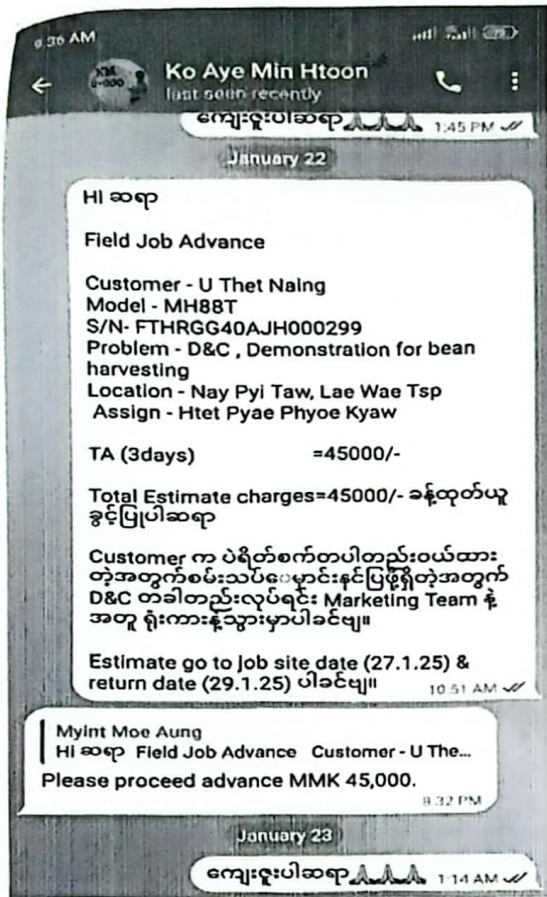 9:36 AM
Ko Aye Min Htoon
last seen recently
ကျေးဇူးပါဆရာ🙏🙏🙏 1:45 PM
January 22
Hi ဆရာ
Field Job Advance
Customer - U Thet Naing
Model - MH88T
S/N- FTHRGG40AJH000299
Problem - D&C , Demonstration for bean
harvesting
Location - Nay Pyi Taw, Lae Wae Tsp
Assign - Htet Pyae Phyoe Kyaw
TA (3days) =45000/-
Total Estimate charges=45000/- ခန့်ထုတ်ယူ
ခွင့်ပြုပါဆရာ
Customer က ပဲရိတ်စက်တပါတည်းဝယ်ထား
တဲ့အတွက်စမ်းသပ်မောင်းနှင်ပြဖို့ရှိတဲ့အတွက်
D&C တခါတည်းလုပ်ရင်း Marketing Team နဲ့
အတူ ရုံးကားနဲ့သွားမှာပါခင်ဗျ။
Estimate go to job site date (27.1.25) &
return date (29.1.25) ပါခင်ဗျ။ 10:51 AM
Myint Moe Aung
Hi ဆရာ Field Job Advance Customer - U The...
Please proceed advance MMK 45,000.
8:32 PM
January 23
ကျေးဇူးပါဆရာ🙏🙏🙏 1:14 AM